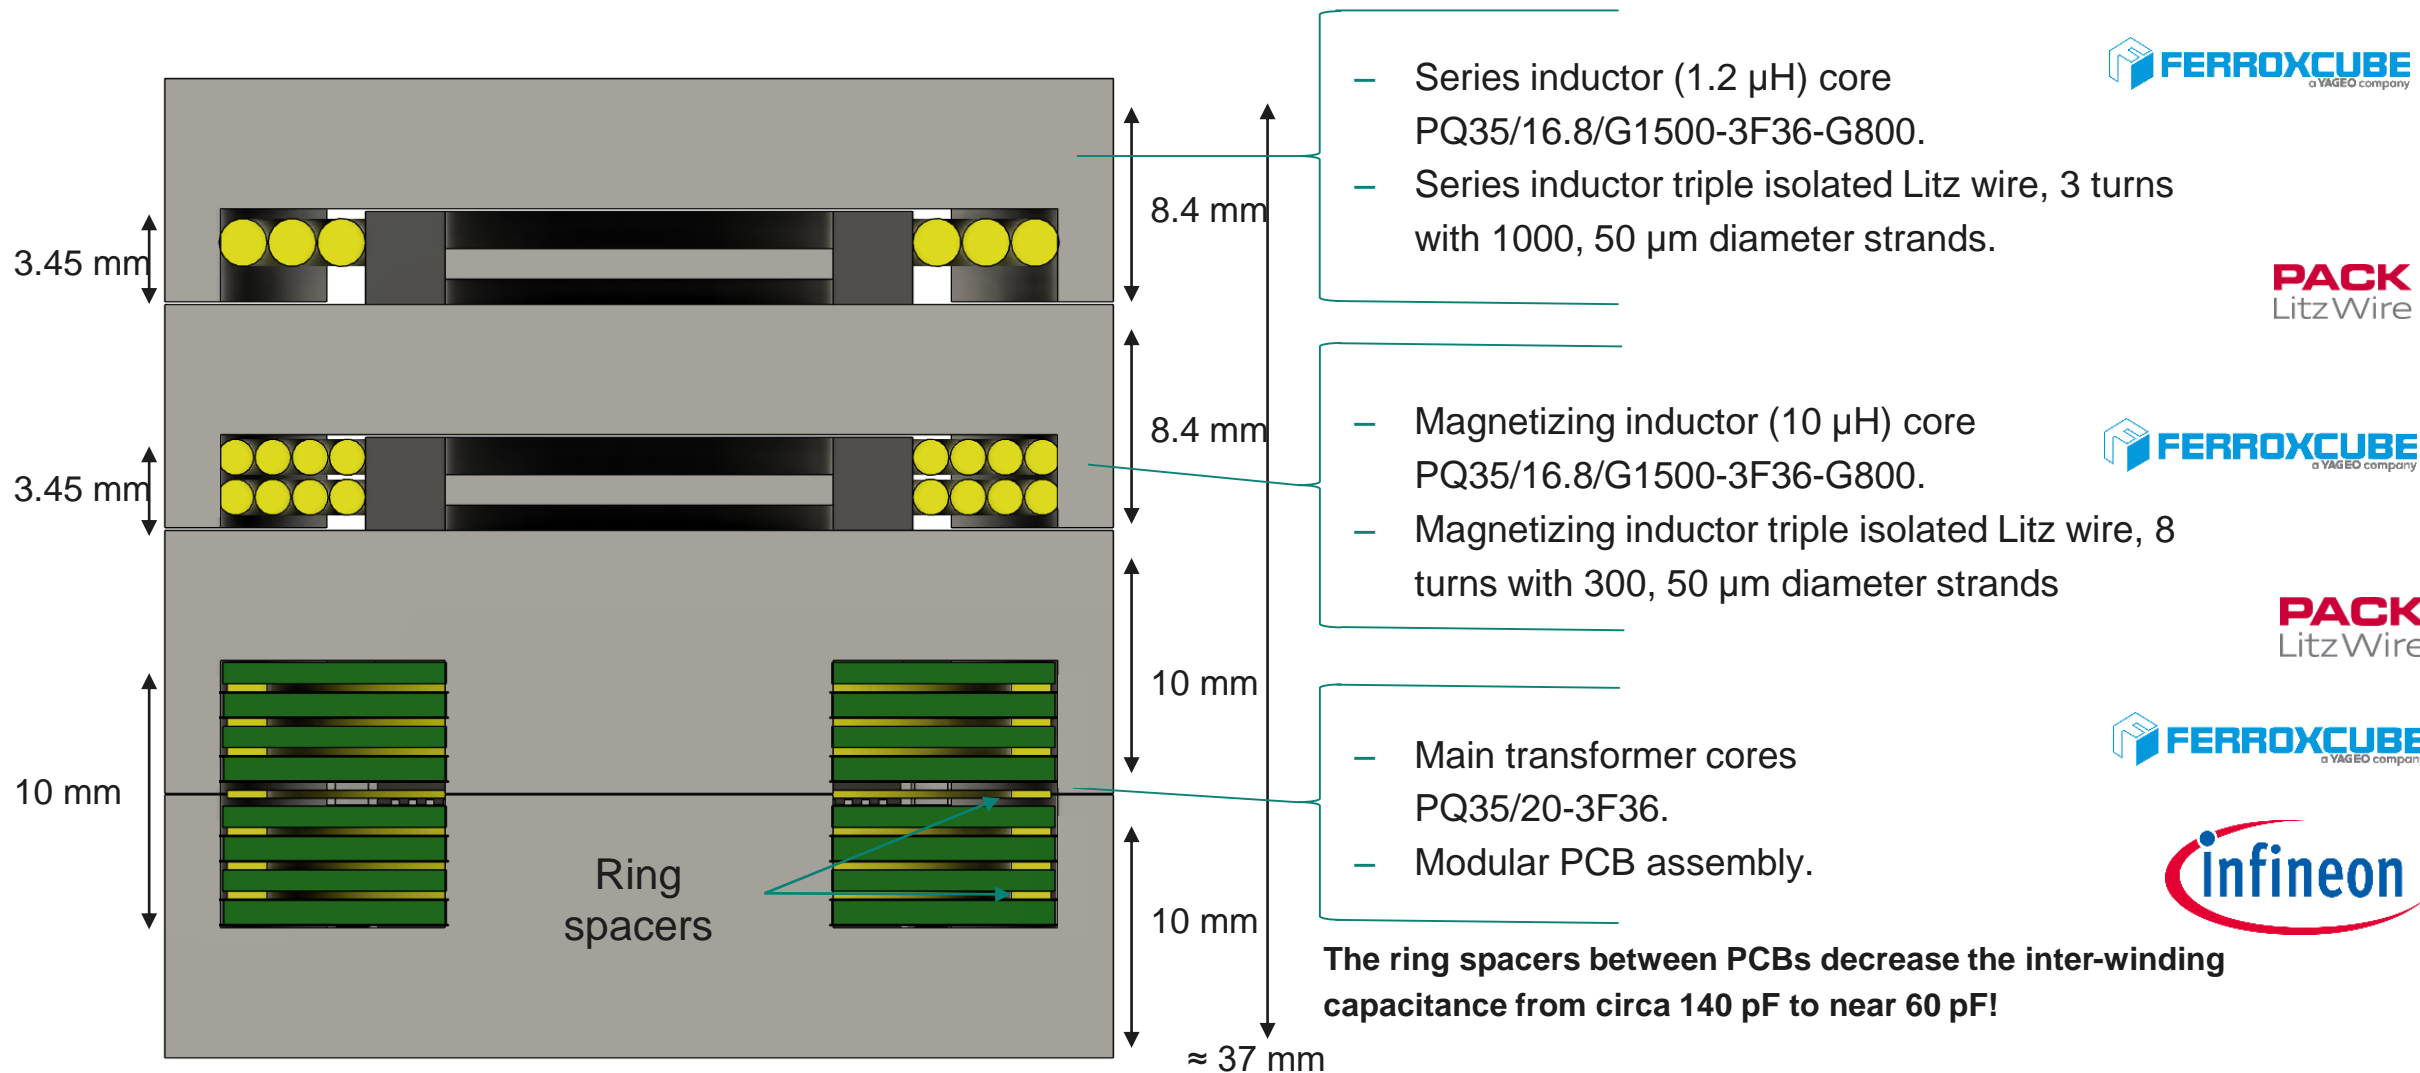 – Series inductor (1.2 µH) core
PQ35/16.8/G1500-3F36-G800.
– Series inductor triple isolated Litz wire, 3 turns
with 1000, 50 µm diameter strands.
FERROXCUBE
a YAGEO company
PACK
LitzWire
8.4 mm
3.45 mm
– Magnetizing inductor (10 µH) core
PQ35/16.8/G1500-3F36-G800.
– Magnetizing inductor triple isolated Litz wire, 8
turns with 300, 50 µm diameter strands
FERROXCUBE
a YAGEO company
PACK
LitzWire
8.4 mm
3.45 mm
10 mm
– Main transformer cores
PQ35/20-3F36.
– Modular PCB assembly.
FERROXCUBE
a YAGEO company
infineon
10 mm
Ring
spacers
10 mm
The ring spacers between PCBs decrease the inter-winding
capacitance from circa 140 pF to near 60 pF!
≈ 37 mm